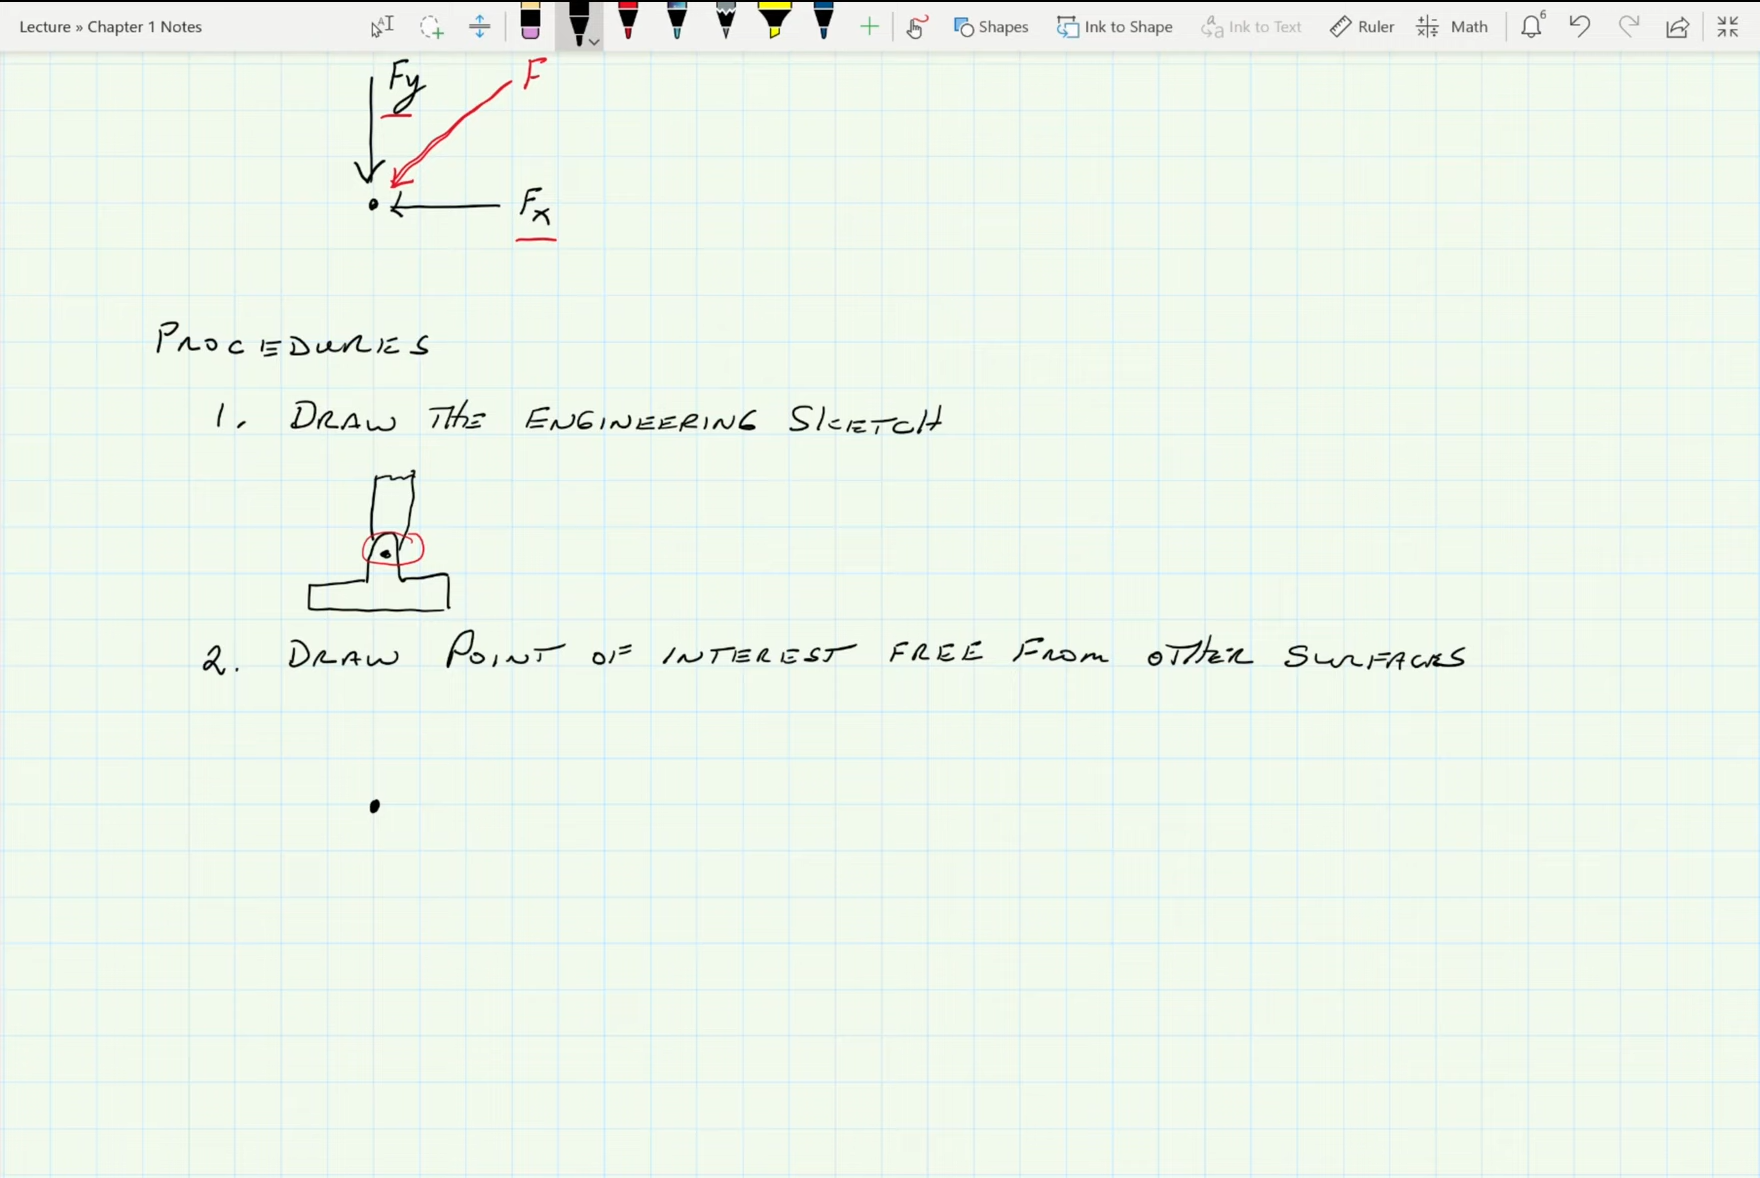 Lecture » Chapter 1 Notes
Shapes
Ink to Shape
Ink to Text
Ruler
Math
6
Fy
F
Fx
PROCEDURES
1. DRAW THE ENGINEERING SKETCH
2. DRAW POINT OF INTEREST FREE FROM OTHER SURFACES